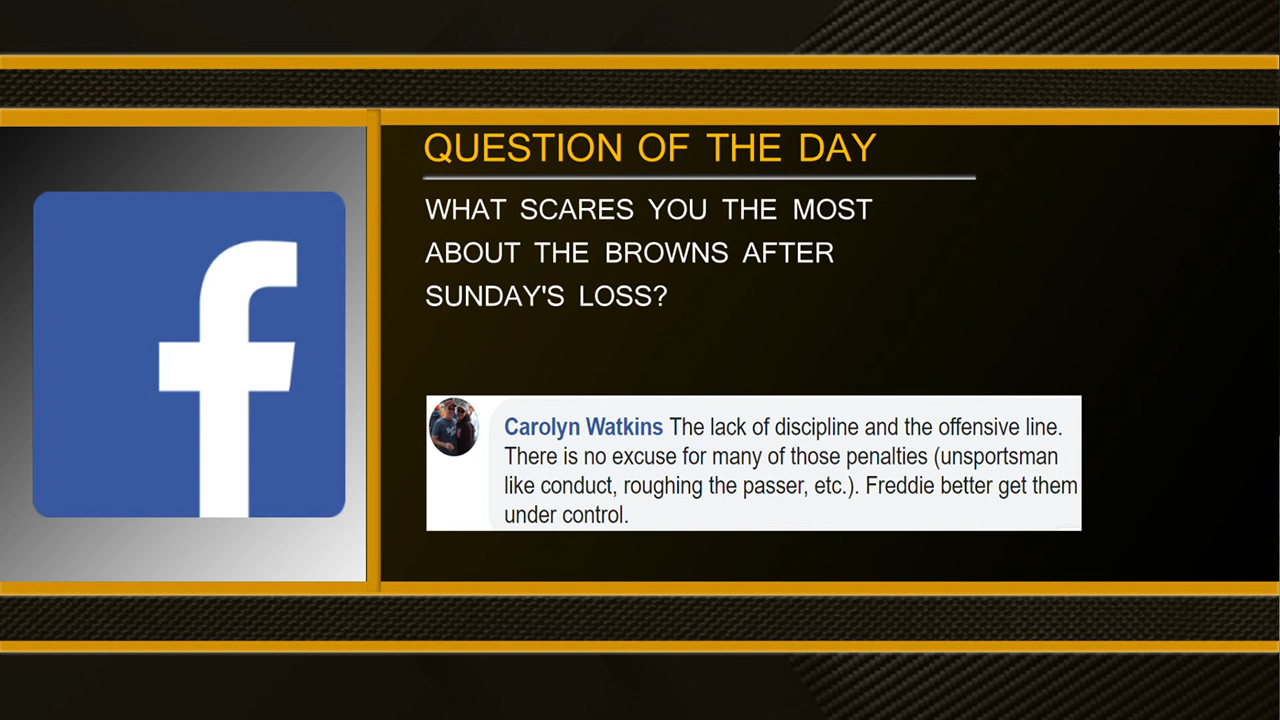 QUESTION OF THE DAY
WHAT SCARES YOU THE MOST
ABOUT THE BROWNS AFTER
SUNDAY'S LOSS?
f
Carolyn Watkins The lack of discipline and the offensive line.
There is no excuse for many of those penalties (unsportsman
like conduct, roughing the passer, etc.). Freddie better get them
under control.